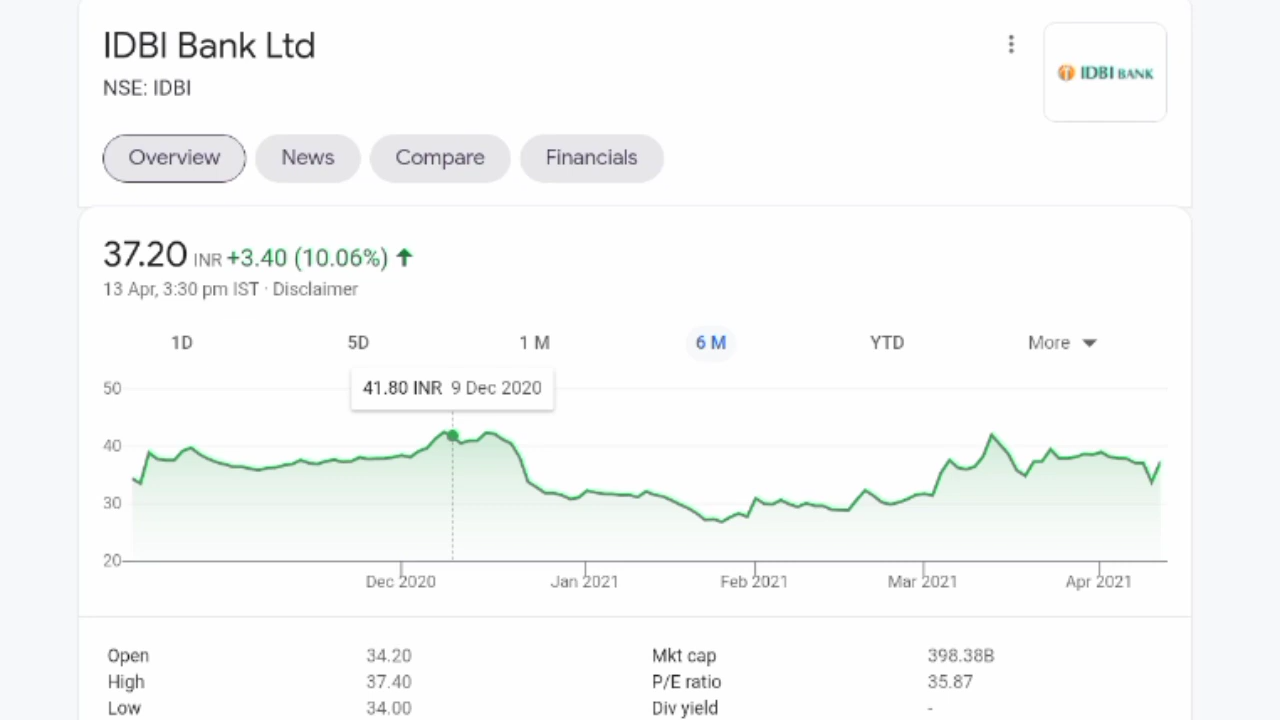 IDBI Bank Ltd
NSE: IDBI
IDBI BANK
Overview News Compare Financials
37.20 INR +3.40 (10.06%) ↑
13 Apr, 3:30 pm IST · Disclaimer
1D 5D 1 M 6 M YTD More
41.80 INR 9 Dec 2020
50
40
30
20
Dec 2020 Jan 2021 Feb 2021 Mar 2021 Apr 2021
Open 34.20 Mkt cap 398.38B
High 37.40 P/E ratio 35.87
Low 34.00 Div yield -